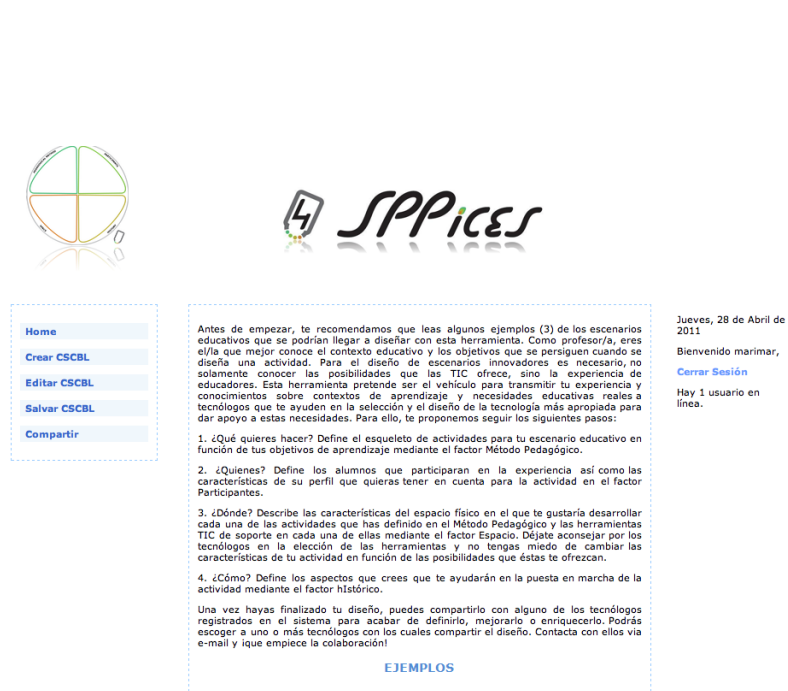 4 SPPiCES
Home
Crear CSCBL
Editar CSCBL
Salvar CSCBL
Compartir
Antes de empezar, te recomendamos que leas algunos ejemplos (3) de los escenarios
educativos que se podrían llegar a diseñar con esta herramienta. Como profesor/a, eres
el/la que mejor conoce el contexto educativo y los objetivos que se persiguen cuando se
diseña una actividad. Para el diseño de escenarios innovadores es necesario, no
solamente conocer las posibilidades que las TIC ofrece, sino la experiencia de
educadores. Esta herramienta pretende ser el vehículo para transmitir tu experiencia y
conocimientos sobre contextos de aprendizaje y necesidades educativas reales a
tecnólogos que te ayuden en la selección y el diseño de la tecnología más apropiada para
dar apoyo a estas necesidades. Para ello, te proponemos seguir los siguientes pasos:
1. ¿Qué quieres hacer? Define el esqueleto de actividades para tu escenario educativo en
función de tus objetivos de aprendizaje mediante el factor Método Pedagógico.
2. ¿Quienes? Define los alumnos que participaran en la experiencia así como las
características de su perfil que quieras tener en cuenta para la actividad en el factor
Participantes.
3. ¿Dónde? Describe las características del espacio físico en el que te gustaría desarrollar
cada una de las actividades que has definido en el Método Pedagógico y las herramientas
TIC de soporte en cada una de ellas mediante el factor Espacio. Déjate aconsejar por los
tecnólogos en la elección de las herramientas y no tengas miedo de cambiar las
características de tu actividad en función de las posibilidades que éstas te ofrezcan.
4. ¿Cómo? Define los aspectos que crees que te ayudarán en la puesta en marcha de la
actividad mediante el factor hIstórico.
Una vez hayas finalizado tu diseño, puedes compartirlo con alguno de los tecnólogos
registrados en el sistema para acabar de definirlo, mejorarlo o enriquecerlo. Podrás
escoger a uno o más tecnólogos con los cuales compartir el diseño. Contacta con ellos via
e-mail y ¡que empiece la colaboración!
EJEMPLOS
Jueves, 28 de Abril de
2011
Bienvenido marimar,
Cerrar Sesión
Hay 1 usuario en
línea.